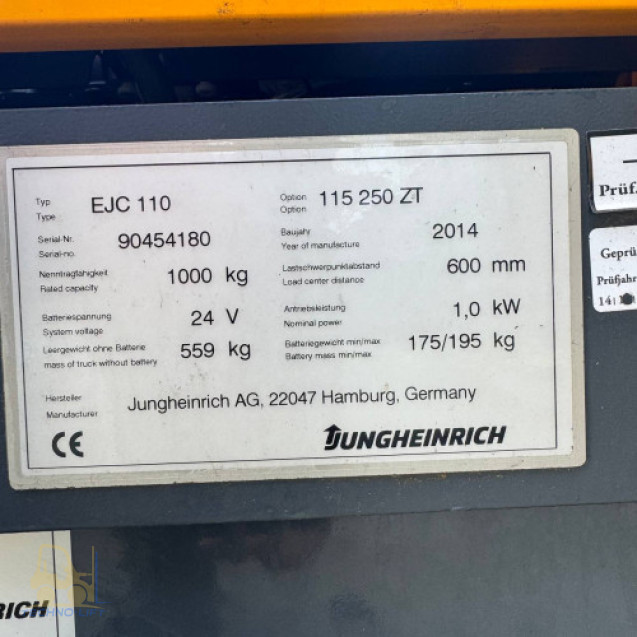 Typ EJC 110 Option 115 250 ZT
Type Option
Serial-Nr. 90454180 Baujahr 2014
Serial-no. Year of manufacture
Nenntragfähigkeit 1000 kg Lastschwerpunktabstand 600 mm
Rated capacity Load center distance
Batteriespannung 24 V Antriebsleistung 1,0 kW
System voltage Nominal power
Leergewicht ohne Batterie 559 kg Batteriegewicht min/max 175/195 kg
mass of truck without battery Battery mass min/max
Hersteller Jungheinrich AG, 22047 Hamburg, Germany
Manufacturer
CE JUNGHEINRICH
Prüf.
Geprü
Prüfjahr
14
RICH